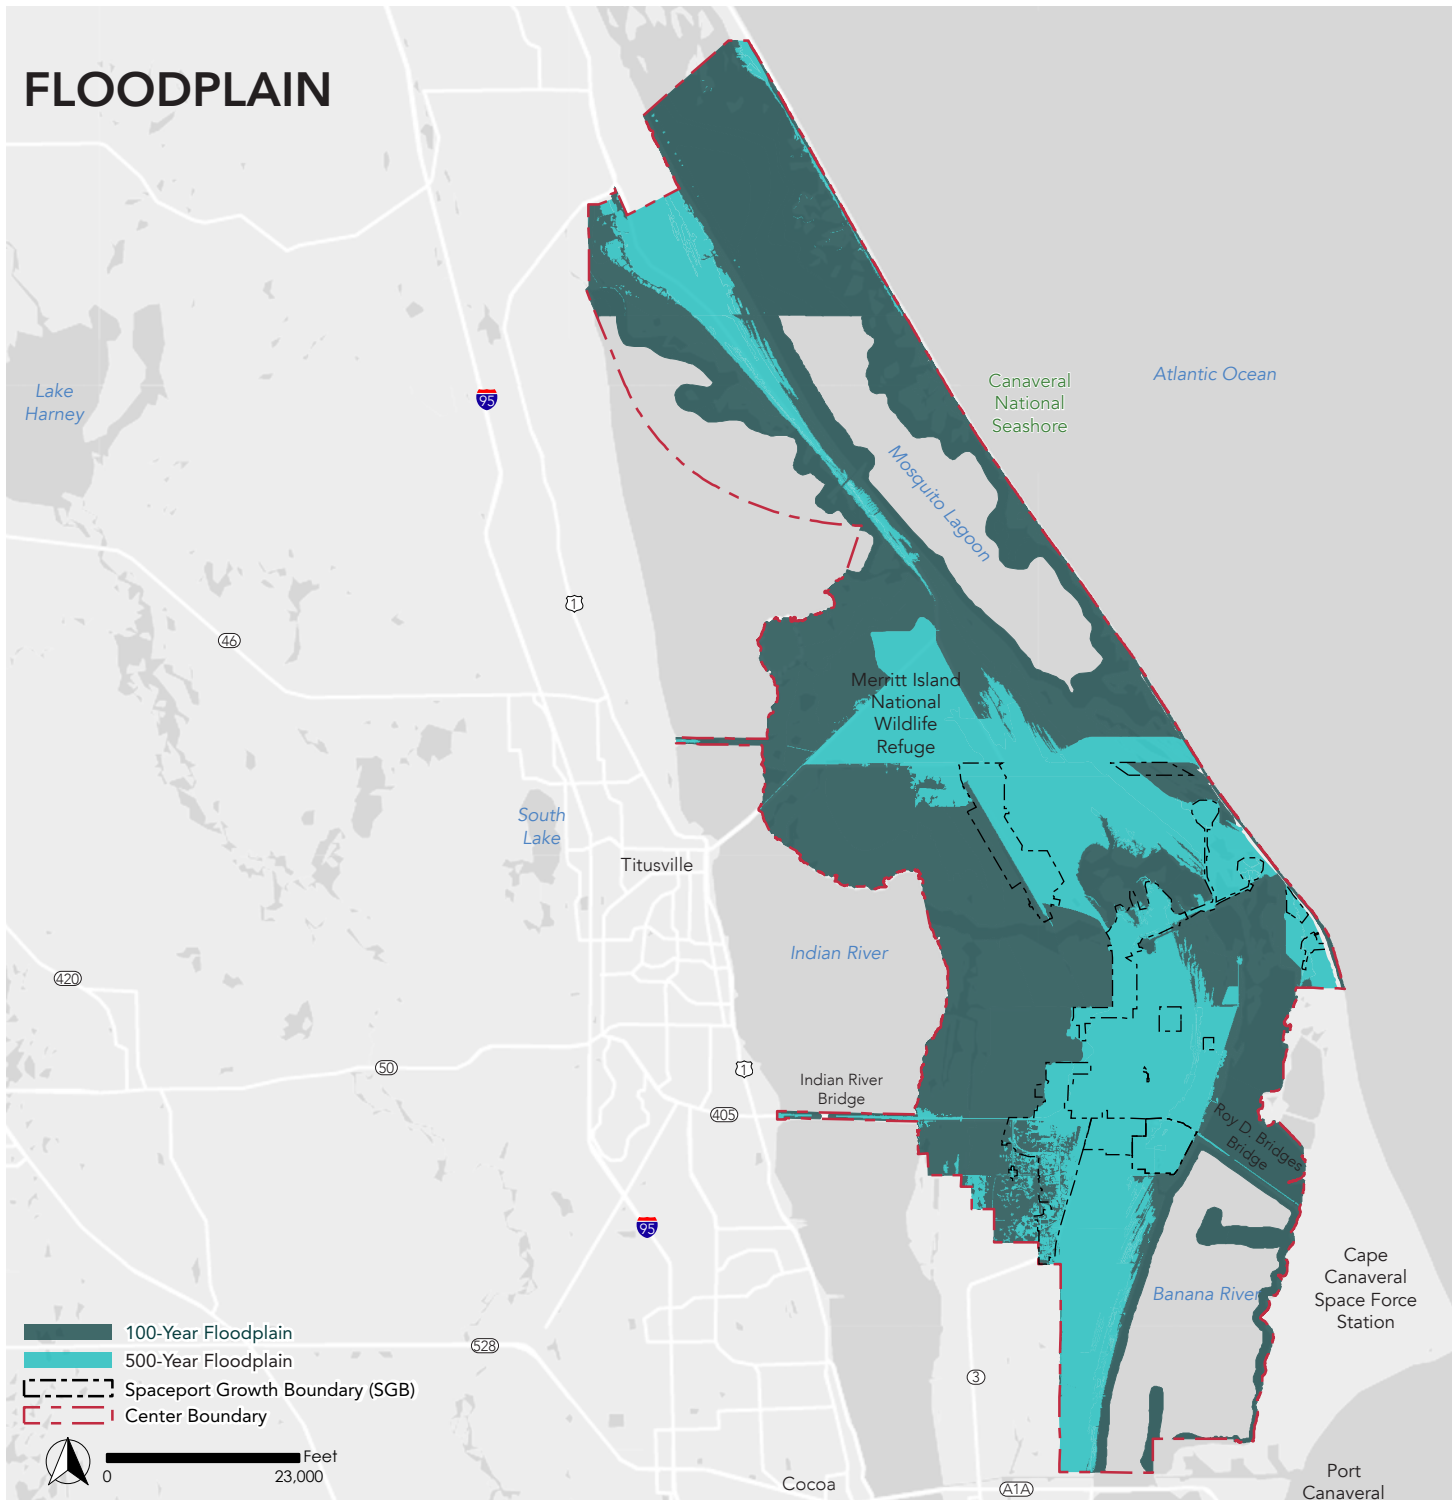 FLOODPLAIN
Lake
Harney
95
Canaveral
National
Seashore
Atlantic Ocean
Mosquito Lagoon
1
46
Merritt Island
National
Wildlife
Refuge
South
Lake
Titusville
Indian River
420
50
1
Indian River
Bridge
405
Roy D. Bridges
Bridge
95
Cape
Canaveral
Space Force
Station
Banana River
100-Year Floodplain
500-Year Floodplain
528
3
Spaceport Growth Boundary (SGB)
Center Boundary
Feet
0
23,000
Cocoa
A1A
Port
Canaveral